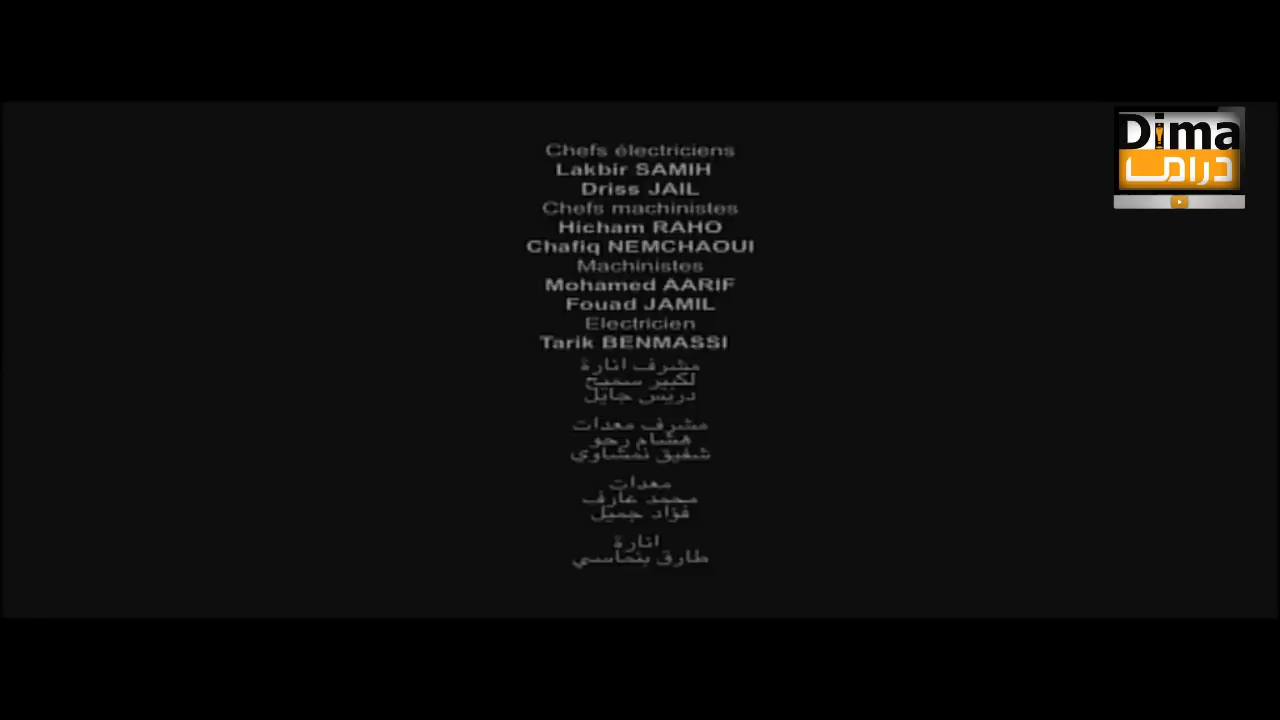 Chefs électriciens
Lakbir SAMIH
Driss JAIL
Chefs machinistes
Hicham RAHO
Chafiq NEMCHAOUI
Machinistes
Mohamed AARIF
Fouad JAMIL
Electricien
Tarik BENMASSI
مشرف انارة
لكبير سميح
دريس جايل
مشرف معدات
هشام رحو
شفيق نمشاوي
معدات
محمد عارف
فؤاد جميل
انارة
طارق بنماسي
Dima
دراما